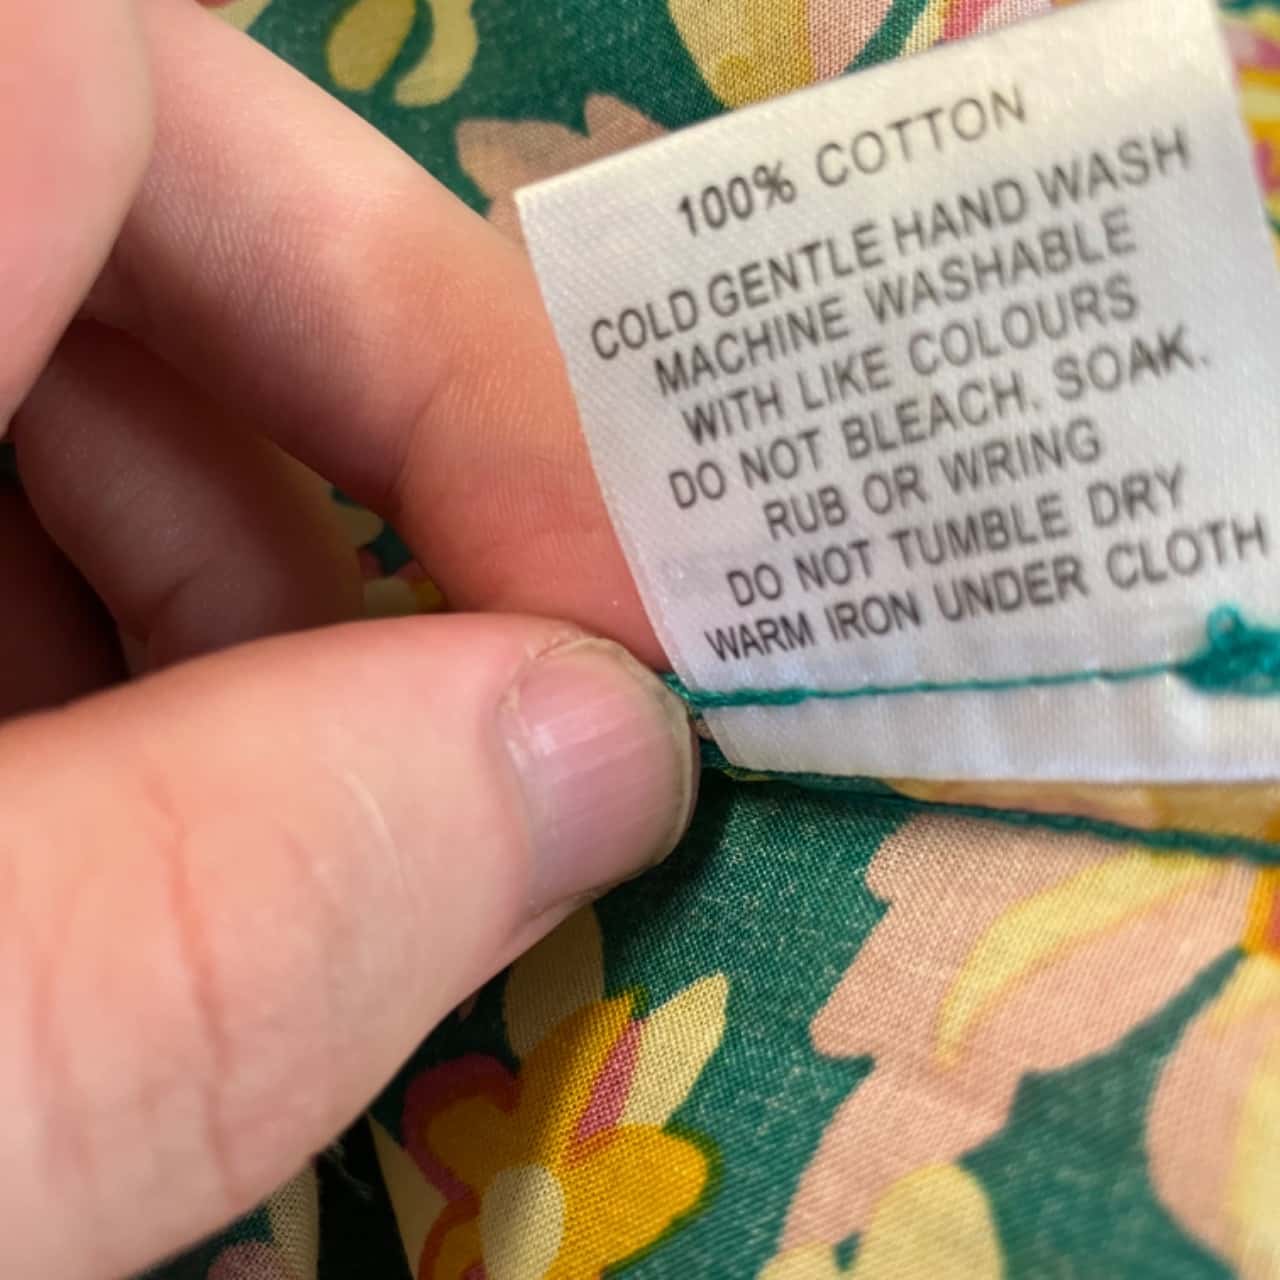 100% COTTON
COLD GENTLE HAND WASH
MACHINE WASHABLE
WITH LIKE COLOURS
DO NOT BLEACH. SOAK.
RUB OR WRING
DO NOT TUMBLE DRY
WARM IRON UNDER CLOTH